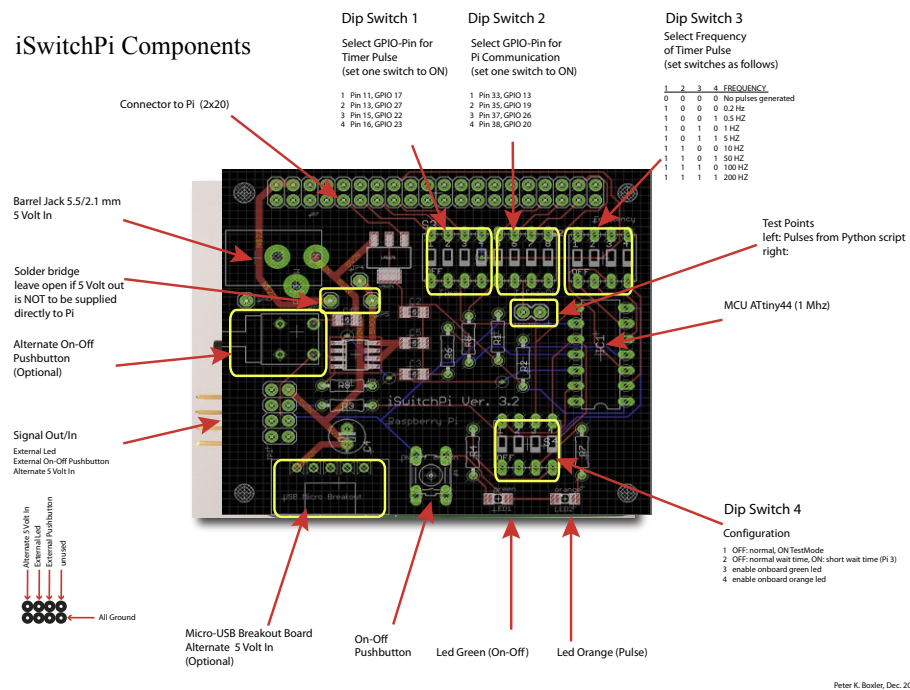 iSwitchPi Components
Dip Switch 1
Select GPIO-Pin for
Timer Pulse
(set one switch to ON)
1 Pin 11, GPIO 17
2 Pin 13, GPIO 27
3 Pin 15, GPIO 22
4 Pin 16, GPIO 23
Dip Switch 2
Select GPIO-Pin for
Pi Communication
(set one switch to ON)
1 Pin 33, GPIO 13
2 Pin 35, GPIO 19
3 Pin 37, GPIO 26
4 Pin 38, GPIO 20
Dip Switch 3
Select Frequency
of Timer Pulse
(set switches as follows)
1 2 3 4 FREQUENCY
0 0 0 0 No pulses generated
1 0 0 0 0.2 Hz
1 0 0 1 0.5 HZ
1 0 1 0 1 HZ
1 0 1 1 5 HZ
1 1 0 0 10 HZ
1 1 0 1 50 HZ
1 1 1 0 100 HZ
1 1 1 1 200 HZ
Connector to Pi (2x20)
Barrel Jack 5.5/2.1 mm
5 Volt In
Solder bridge
leave open if 5 Volt out
is NOT to be supplied
directly to Pi
Alternate On-Off
Pushbutton
(Optional)
Signal Out/In
External Led
External On-Off Pushbutton
Alternate 5 Volt In
Alternate 5 Volt In
External Led
External Pushbutton
unused
All Ground
Test Points
left: Pulses from Python script
right:
MCU ATtiny44 (1 Mhz)
OFF
OFF
OFF
R6
R1
R2
IC1
R3
iSwitchPi Ver. 3.2
Raspberry Pi
OFF
USB Micro Breakout
green
LED1
orange
LED2
Dip Switch 4
Configuration
1 OFF: normal, ON TestMode
2 OFF: normal wait time, ON: short wait time (Pi 3)
3 enable onboard green led
4 enable onboard orange led
Micro-USB Breakout Board
Alternate 5 Volt In
(Optional)
On-Off
Pushbutton
Led Green (On-Off)
Led Orange (Pulse)
Peter K. Boxler, Dec. 20